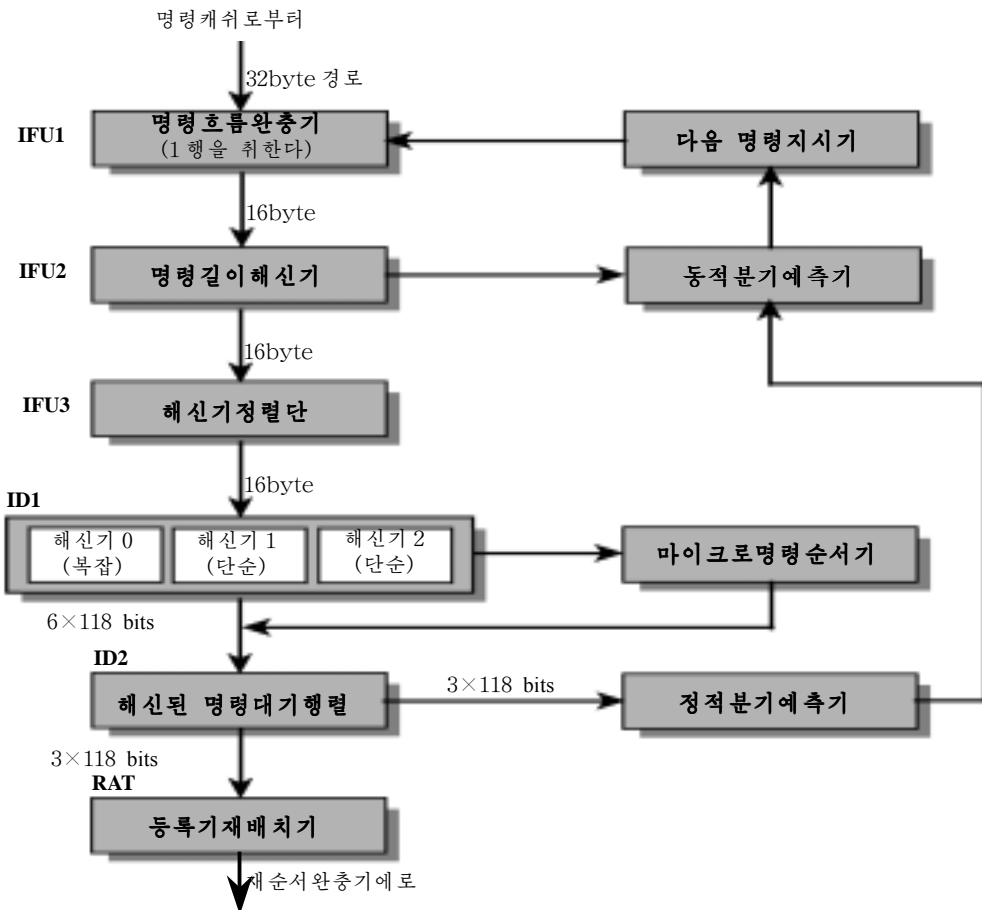 명령캐쉬로부터
32byte 경로
IFU1
명령흐름완충기
(1행을 취한다)
다음 명령지시기
16byte
IFU2
명령길이해신기
동적분기예측기
16byte
IFU3
해신기정렬단
16byte
ID1
해신기 0
(복잡)
해신기 1
(단순)
해신기 2
(단순)
마이크로명령순서기
6×118 bits
ID2
해신된 명령대기행렬
3×118 bits
정적분기예측기
3×118 bits
RAT
등록기재배치기
재순서완충기에로